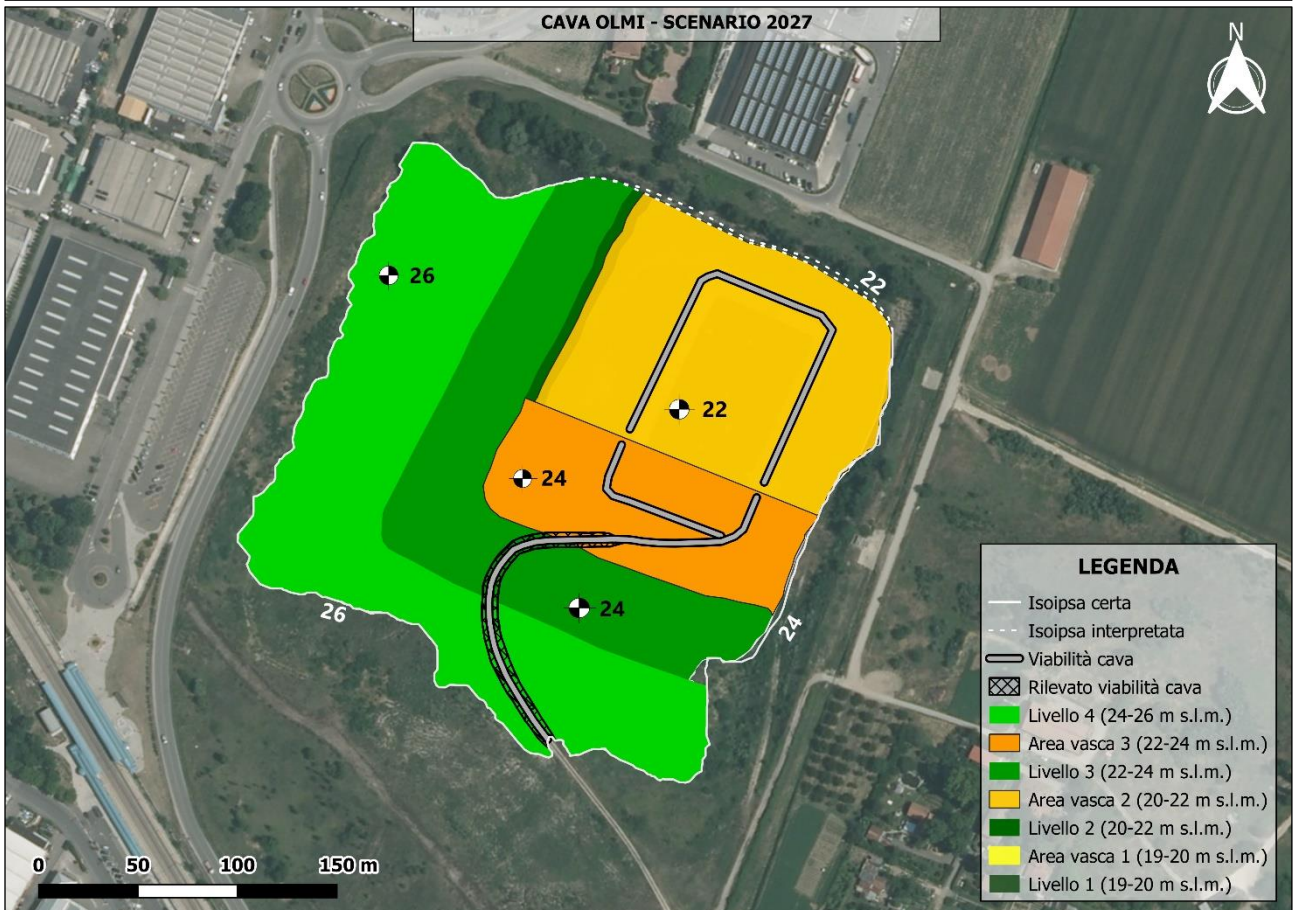 CAVA OLMI - SCENARIO 2027
N
26
22
22
24
24
26
24
LEGENDA
Isoipsa certa
Isoipsa interpretata
Viabilità cava
Rilevato viabilità cava
Livello 4 (24-26 m s.l.m.)
Area vasca 3 (22-24 m s.l.m.)
Livello 3 (22-24 m s.l.m.)
Area vasca 2 (20-22 m s.l.m.)
Livello 2 (20-22 m s.l.m.)
Area vasca 1 (19-20 m s.l.m.)
Livello 1 (19-20 m s.l.m.)
0 50 100 150 m